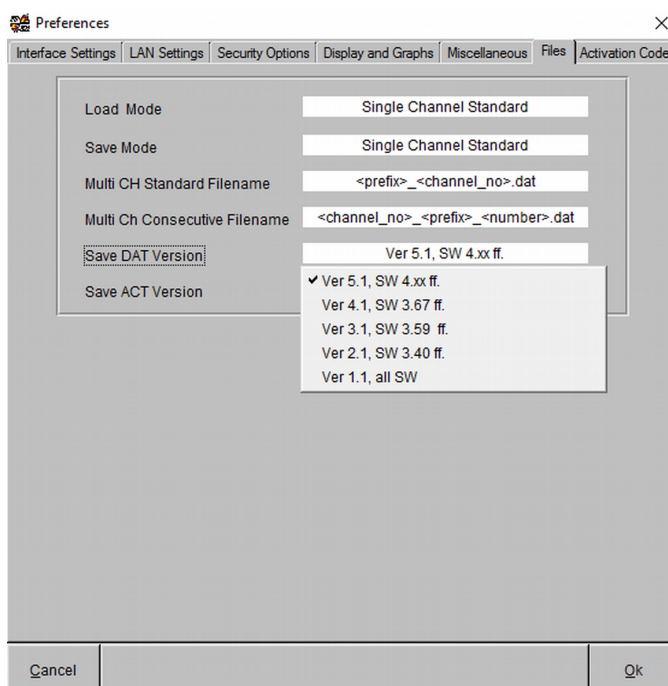 Preferences
Interface Settings LAN Settings Security Options Display and Graphs Miscellaneous Files Activation Code
Load Mode Single Channel Standard
Save Mode Single Channel Standard
Multi CH Standard Filename <prefix>_<channel_no>.dat
Multi Ch Consecutive Filename <channel_no>_<prefix>_<number>.dat
Save DAT Version Ver 5.1, SW 4.xx ff.
Save ACT Version
✔ Ver 5.1, SW 4.xx ff.
Ver 4.1, SW 3.67 ff.
Ver 3.1, SW 3.59 ff.
Ver 2.1, SW 3.40 ff.
Ver 1.1, all SW
Cancel Ok